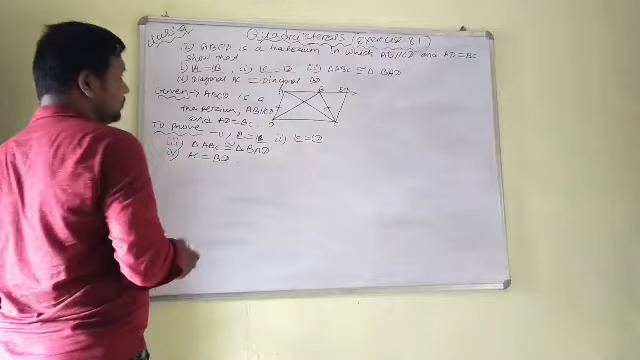 Quadrilaterals (Exercise 8.1
ABCD is a trapezium in which AB||CD and AD=BC
show that
ii) ∠C=∠D iii) ΔABC ≅ Δ BAD
iv) Diagonal AC = Diagonal BD
Given → ABCD is a
trapezium, AB||CD
and AD=BC
To prove ii) ∠C=∠D
iii) ΔABC ≅ ΔBAD
AC = BD